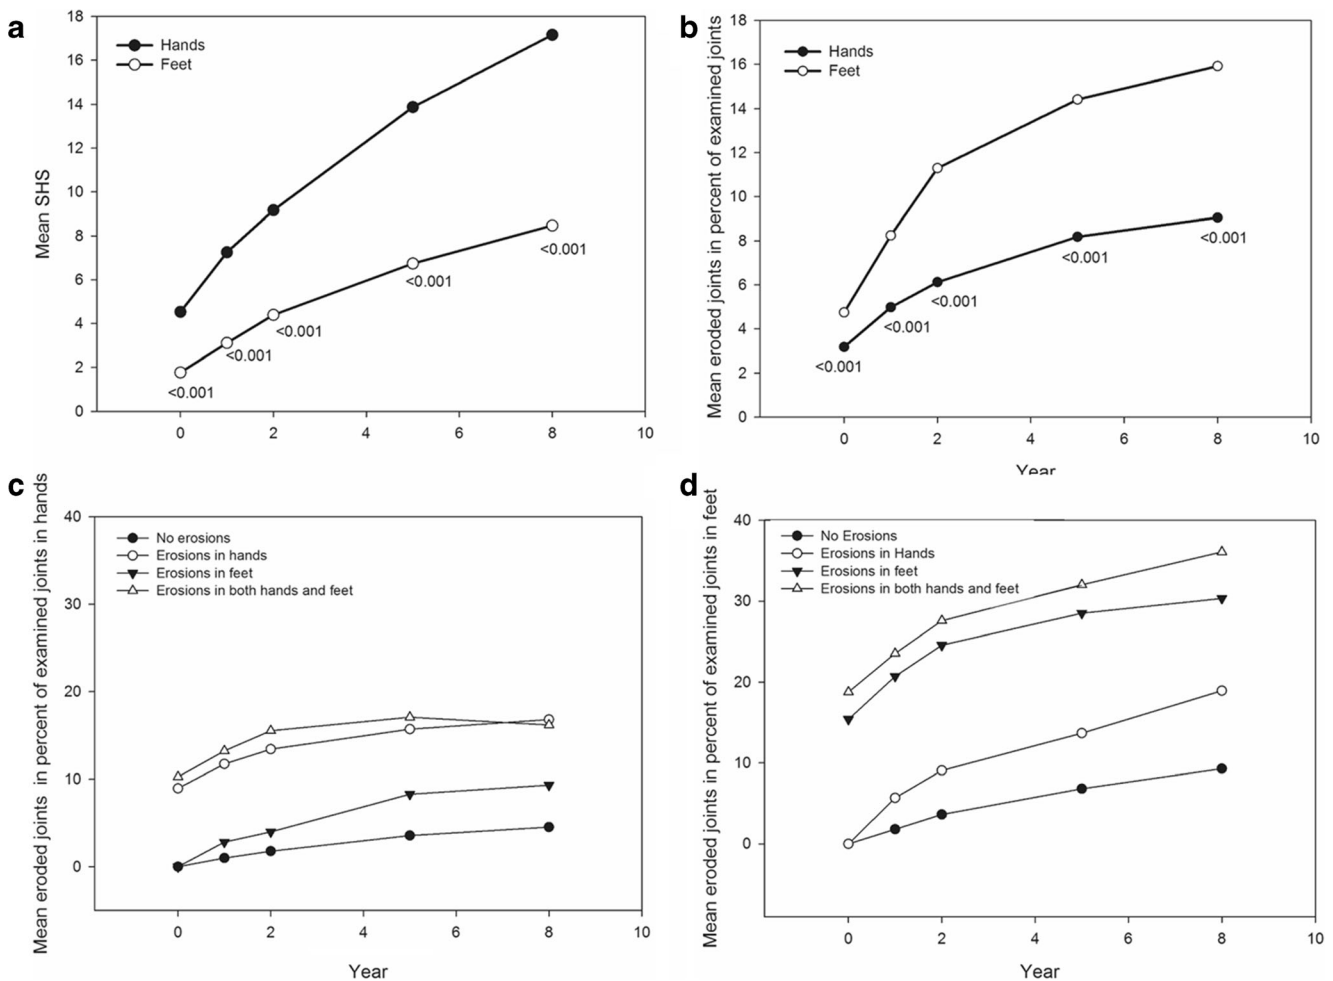 a
Mean SHS
18
16
14
12
10
8
6
4
2
0
Hands
Feet
<0.001
<0.001
<0.001
<0.001
<0.001
0
2
4
6
8
10
b
Mean eroded joints in percent of examined joints
18
16
14
12
10
8
6
4
2
0
Hands
Feet
<0.001
<0.001
<0.001
<0.001
<0.001
0
2
4
6
8
10
Year
c
Mean eroded joints in percent of examined joints in hands
40
30
20
10
0
No erosions
Erosions in hands
Erosions in feet
Erosions in both hands and feet
0
2
4
6
8
10
Year
d
Mean eroded joints in percent of examined joints in feet
40
30
20
10
0
No Erosions
Erosions in Hands
Erosions in feet
Erosions in both hands and feet
0
2
4
6
8
10
Year